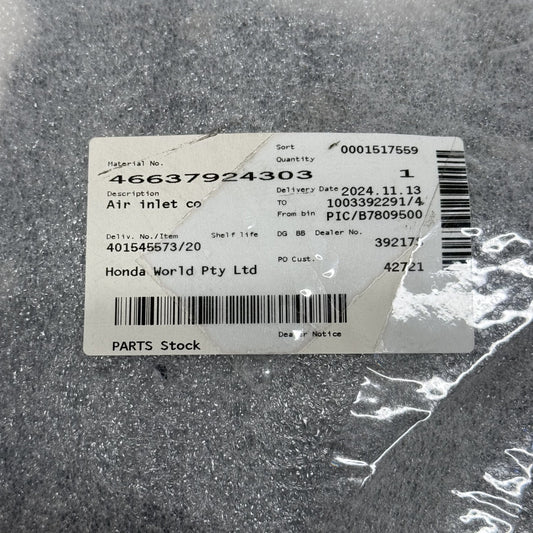 Sort 0001517559
Material No. Quantity
46637924303 1
Description Delivery Date 2024.11.13
Air inlet co TO 1003392291/4
From bin PIC/B7809500
Deliv. No./Item Shelf life DG BB Dealer No.
401545573/20 392175
PO Cust.
Honda World Pty Ltd 42721
Dealer Notice
PARTS Stock